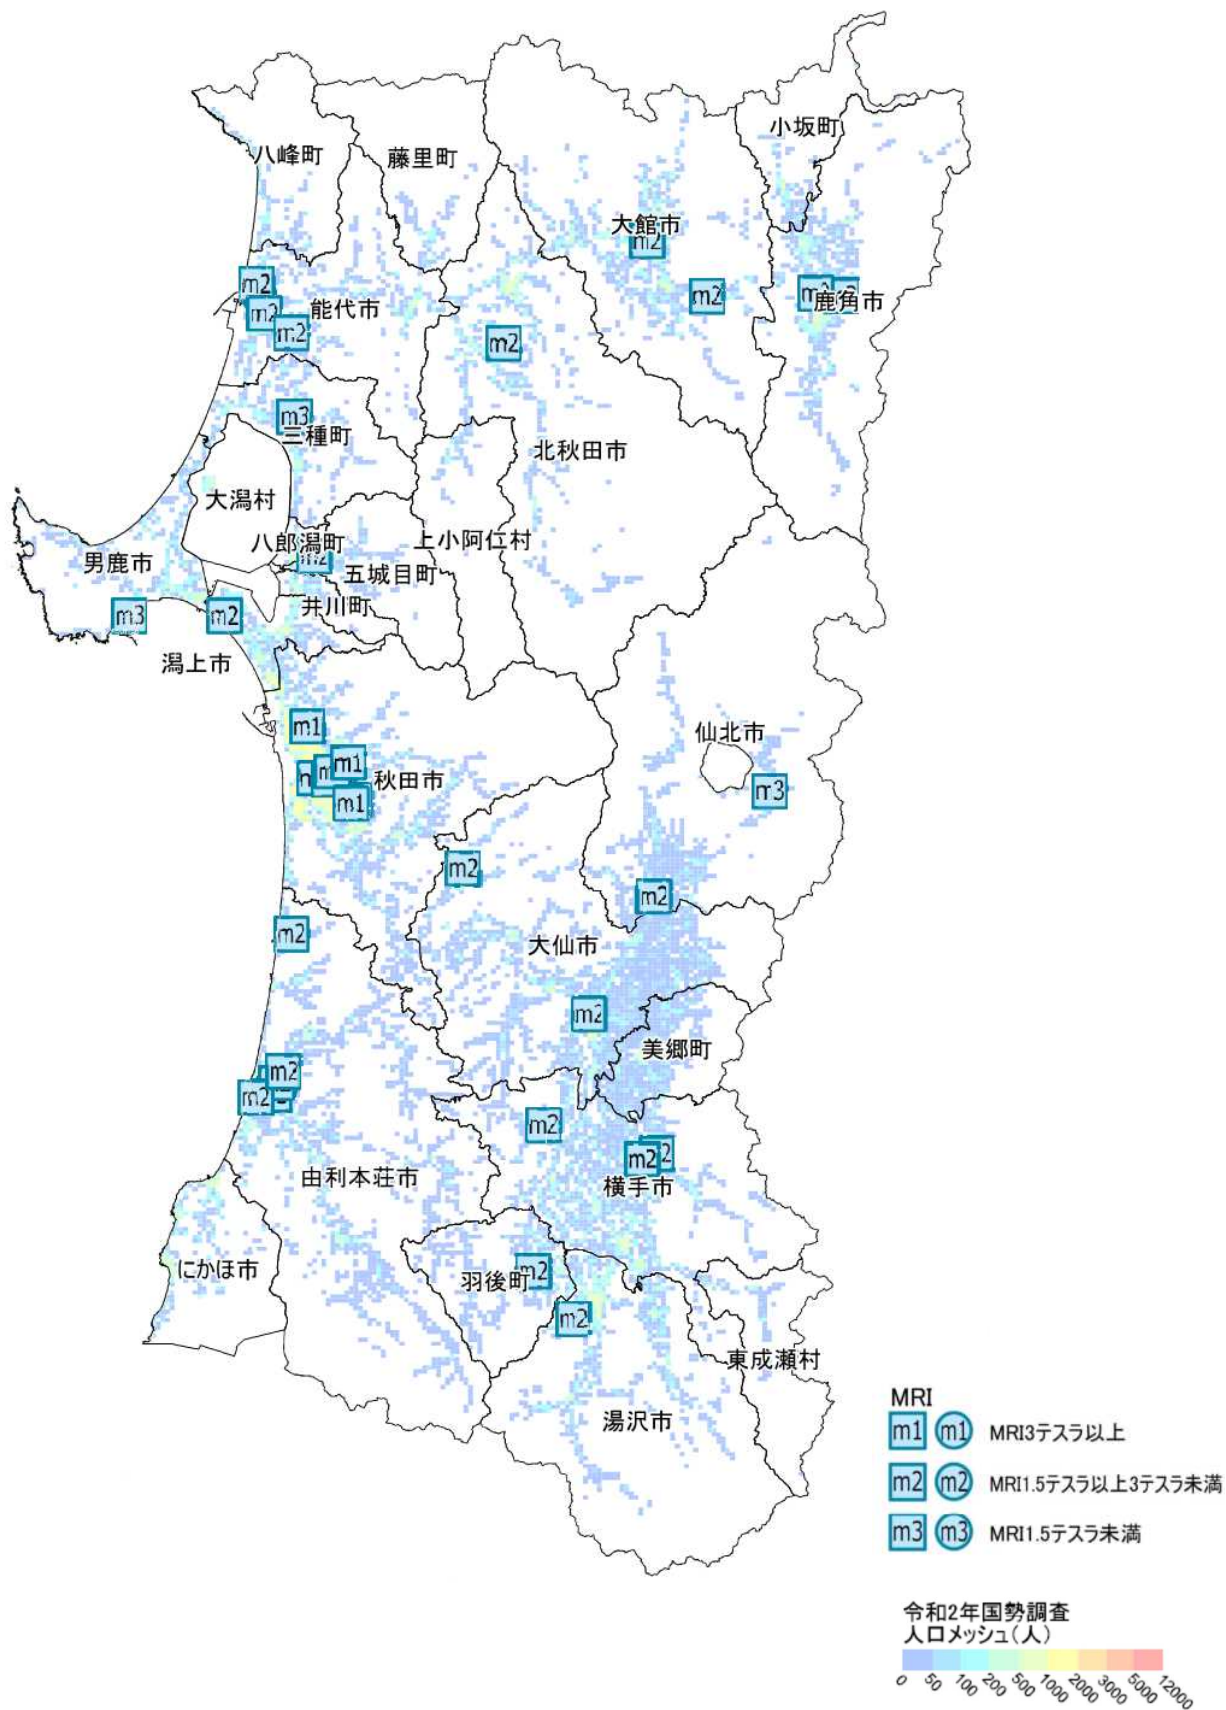 小坂町
八峰町
藤里町
大館市
m2
m2
m2
鹿角市
m2
m2
能代市
m2
m2
m3
三種町
北秋田市
大潟村
八郎潟町
上小阿仁村
男鹿市
五城目町
井川町
m3
m2
潟上市
m1
仙北市
m1
秋田市
m3
m1
m2
m2
m2
大仙市
m2
美郷町
m2
m2
m2
m2
由利本荘市
横手市
にかほ市
羽後町
m2
m2
東成瀬村
湯沢市
MRI
m1 m1 MRI3テスラ以上
m2 m2 MRI1.5テスラ以上3テスラ未満
m3 m3 MRI1.5テスラ未満
令和2年国勢調査
人口メッシュ(人)
0 50 100 200 500 1000 2000 3000 5000 12000